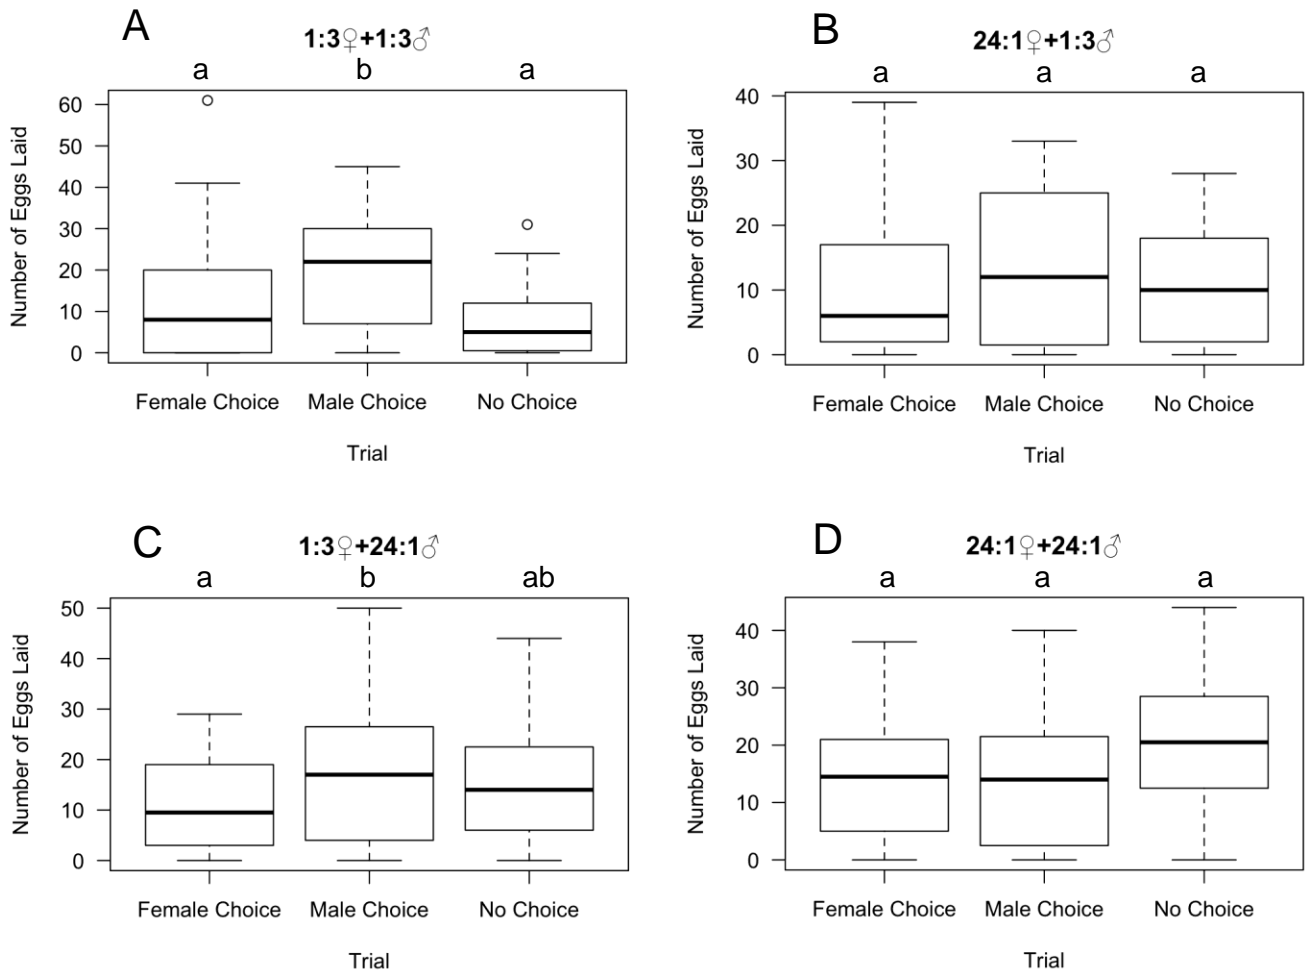 A
1:3♀+1:3♂
a b a
Number of Eggs Laid
60
50
40
30
20
10
0
Female Choice Male Choice No Choice
Trial
B
24:1♀+1:3♂
a a a
Number of Eggs Laid
40
30
20
10
0
Female Choice Male Choice No Choice
Trial
C
1:3♀+24:1♂
a b ab
Number of Eggs Laid
50
40
30
20
10
0
Female Choice Male Choice No Choice
Trial
D
24:1♀+24:1♂
a a a
Number of Eggs Laid
40
30
20
10
0
Female Choice Male Choice No Choice
Trial